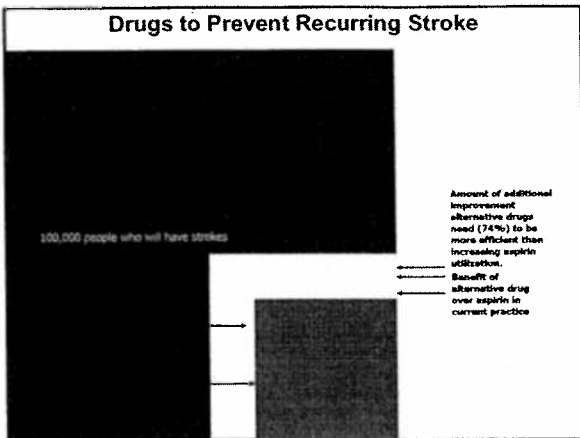 Drugs to Prevent Recurring Stroke
100,000 people who will have strokes
Amount of additional
improvement
alternative drugs
need (74%) to be
more efficient than
increasing aspirin
utilization.
Benefit of
alternative drug
over aspirin in
current practice